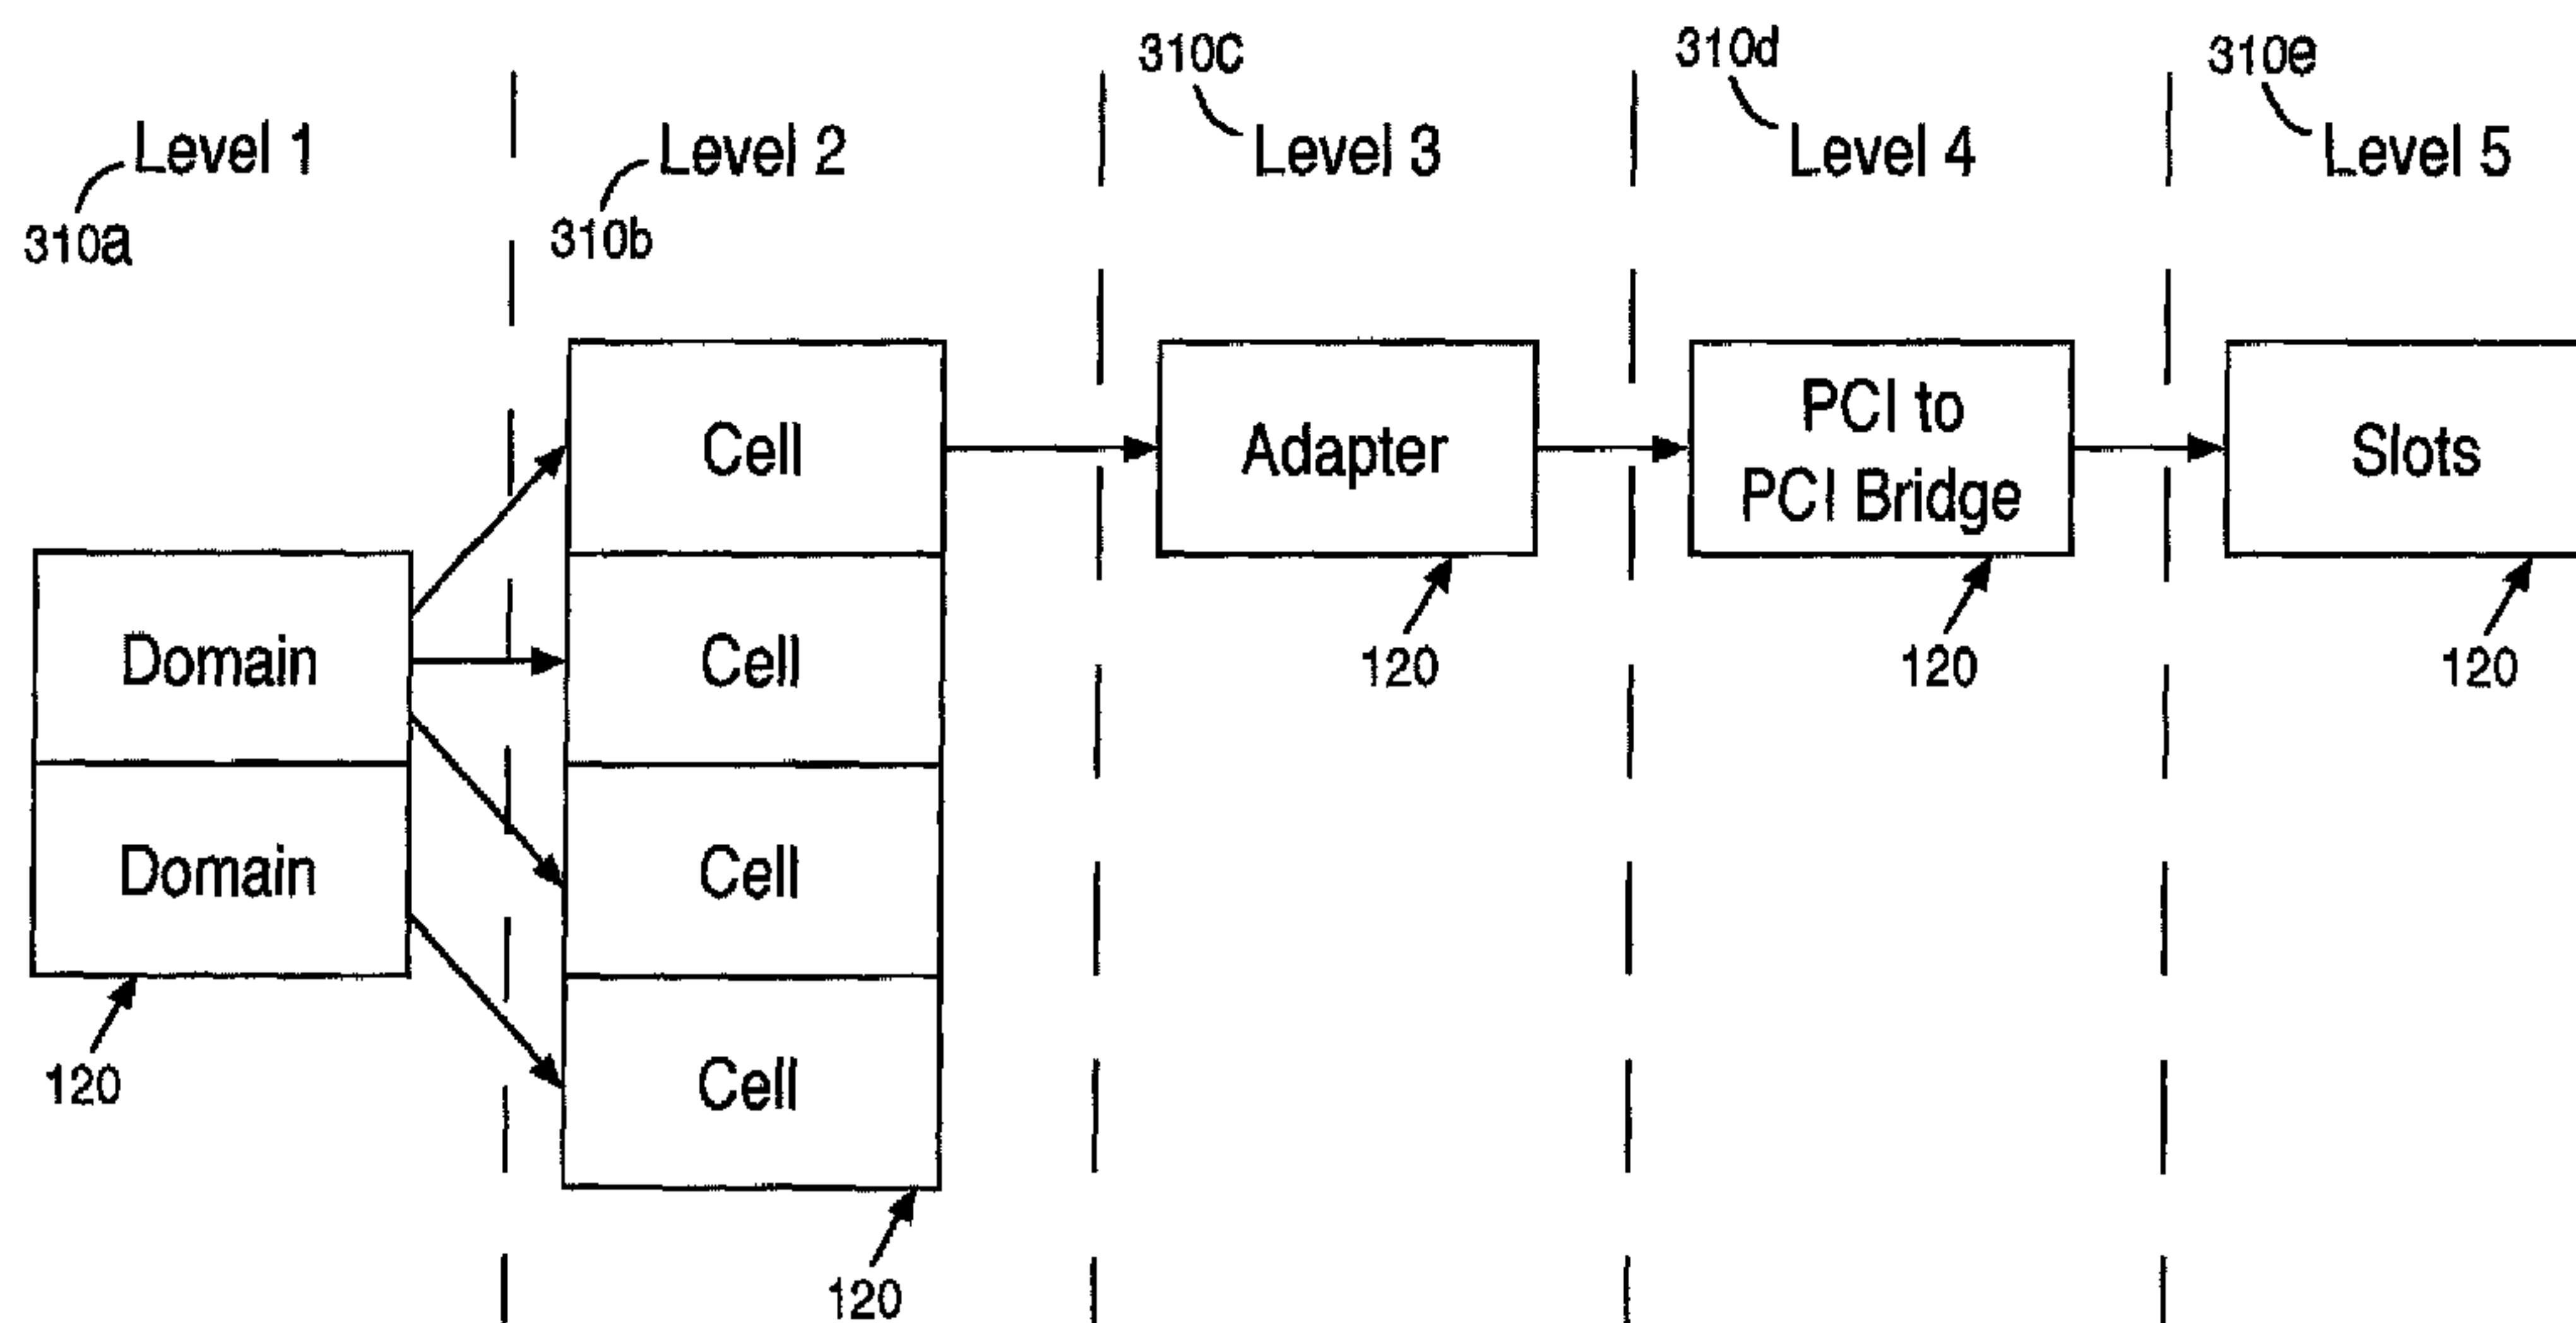 310c
310d
310e
Level 1
Level 2
Level 3
Level 4
Level 5
310a
310b
Cell
Adapter
PCI to
PCI Bridge
Slots
Domain
Cell
120
120
120
Domain
Cell
120
Cell
120